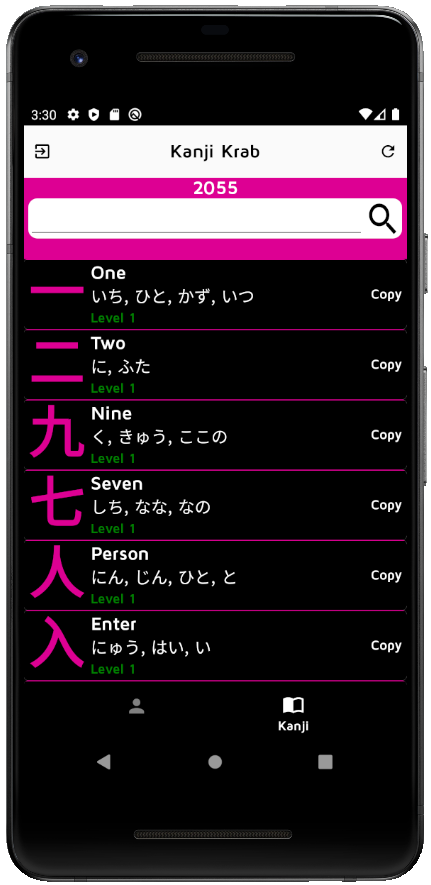 3:30
Kanji Krab
2055
一
One
いち, ひと, かず, いつ
Level 1
Copy
二
Two
に, ふた
Level 1
Copy
九
Nine
く, きゅう, ここの
Level 1
Copy
七
Seven
しち, なな, なの
Level 1
Copy
人
Person
にん, じん, ひと, と
Level 1
Copy
入
Enter
にゅう, はい, い
Level 1
Copy
Kanji